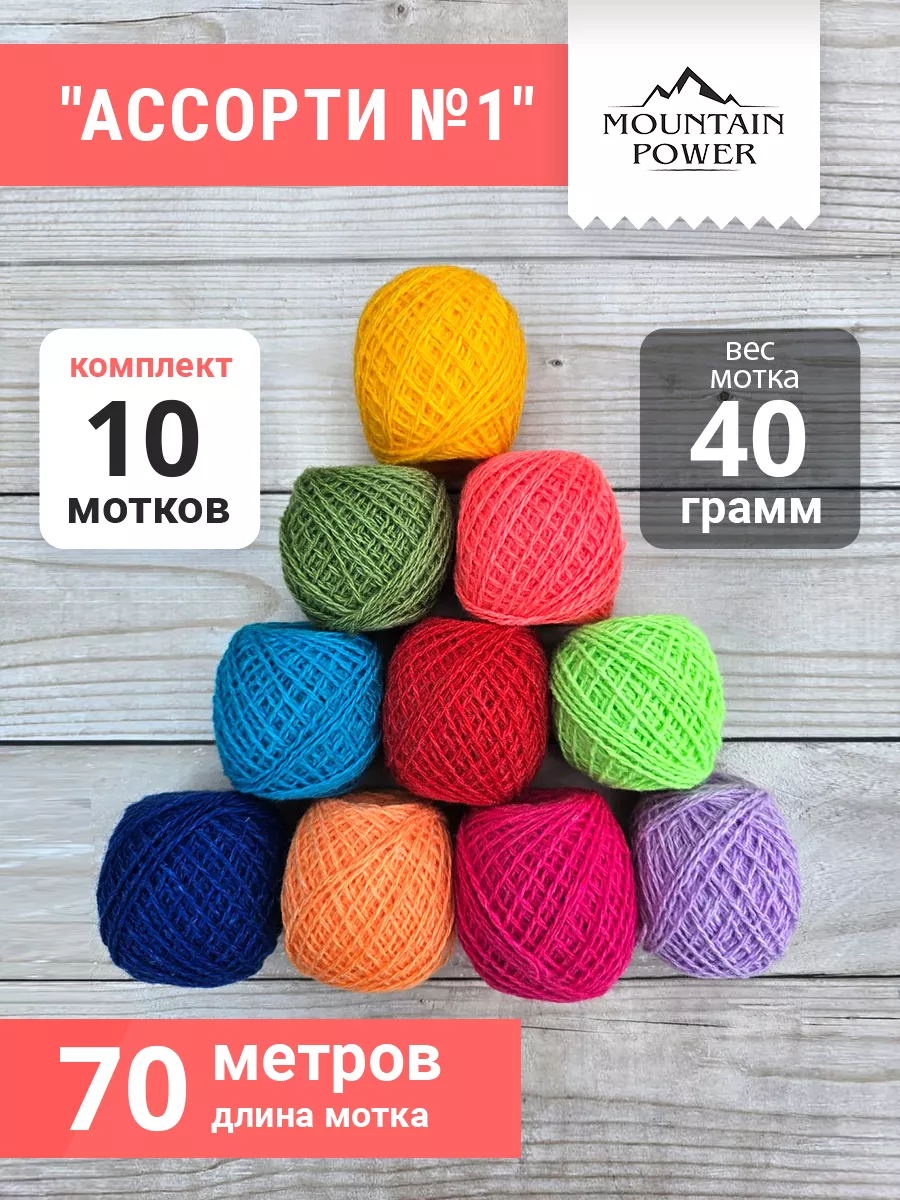 "АССОРТИ №1"
MOUNTAIN
POWER
комплект
10
мотков
вес
мотка
40
грамм
70
метров
длина мотка